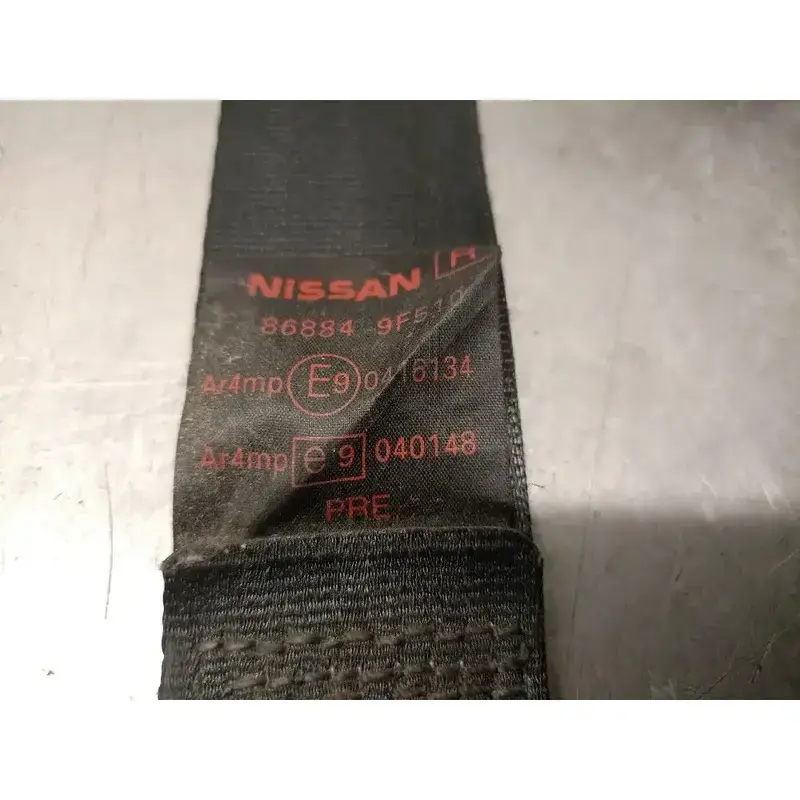 NISSAN H
86884 9F510
Ar4mp E9 0416134
Ar4mp e9 040148
PRE